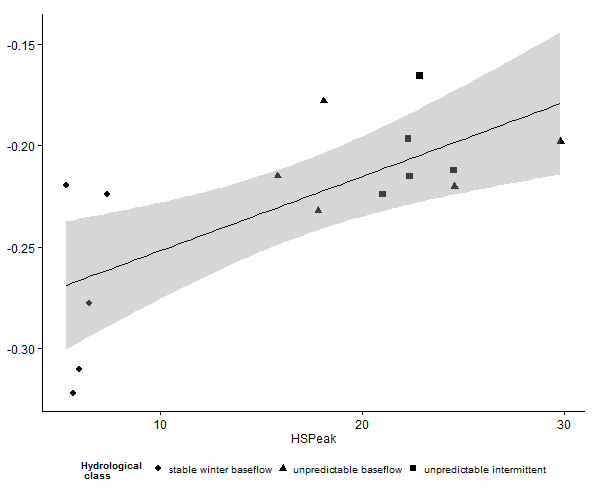 -0.15
-0.20
-0.25
-0.30
10 20 30
HSPeak
Hydrological
class
stable winter baseflow unpredictable baseflow unpredictable intermittent